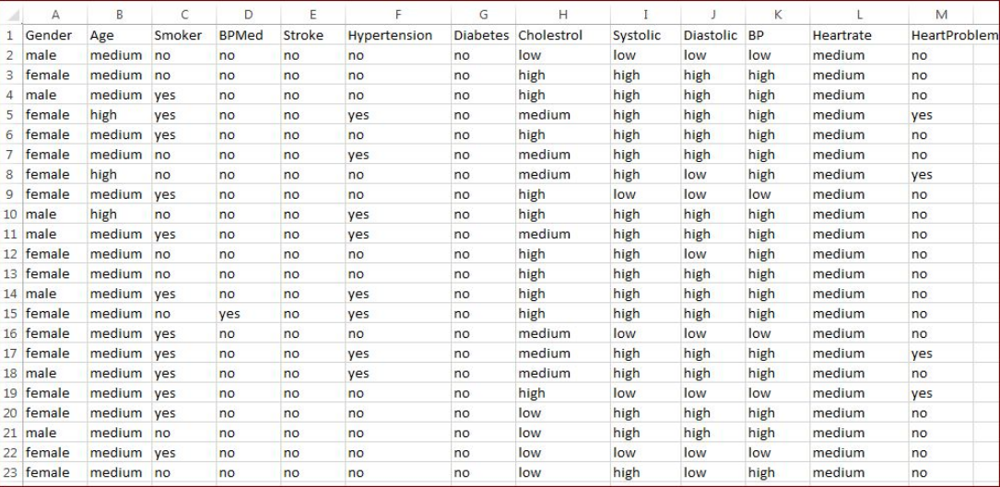 A B C D E F G H I J K L M
1 Gender Age Smoker BPMed Stroke Hypertension Diabetes Cholestrol Systolic Diastolic BP Heartrate HeartProblem
2 male medium no no no no no low low low low medium no
3 female medium no no no no no high high high high medium no
4 male medium yes no no no no high high high high medium no
5 female high yes no no yes no medium high high high medium yes
6 female medium yes no no no no high high high high medium no
7 female medium no no no yes no medium high high high medium no
8 female high no no no no no medium high low high medium yes
9 female medium yes no no no no high low low low medium no
10 male high no no no yes no high high high high medium no
11 male medium yes no no yes no medium high high high medium no
12 female medium no no no no no high high low high medium no
13 female medium no no no no no high high high high medium no
14 male medium yes no no yes no high high high high medium no
15 female medium no yes no yes no high high high high medium no
16 female medium yes no no no no medium low low low medium no
17 female medium yes no no yes no medium high high high medium yes
18 male medium yes no no yes no medium high high high medium no
19 female medium yes no no no no high low low low medium yes
20 female medium yes no no no no low high high high medium no
21 male medium no no no no no low high high high medium no
22 female medium yes no no no no low low low low medium no
23 female medium no no no no no low high low high medium no